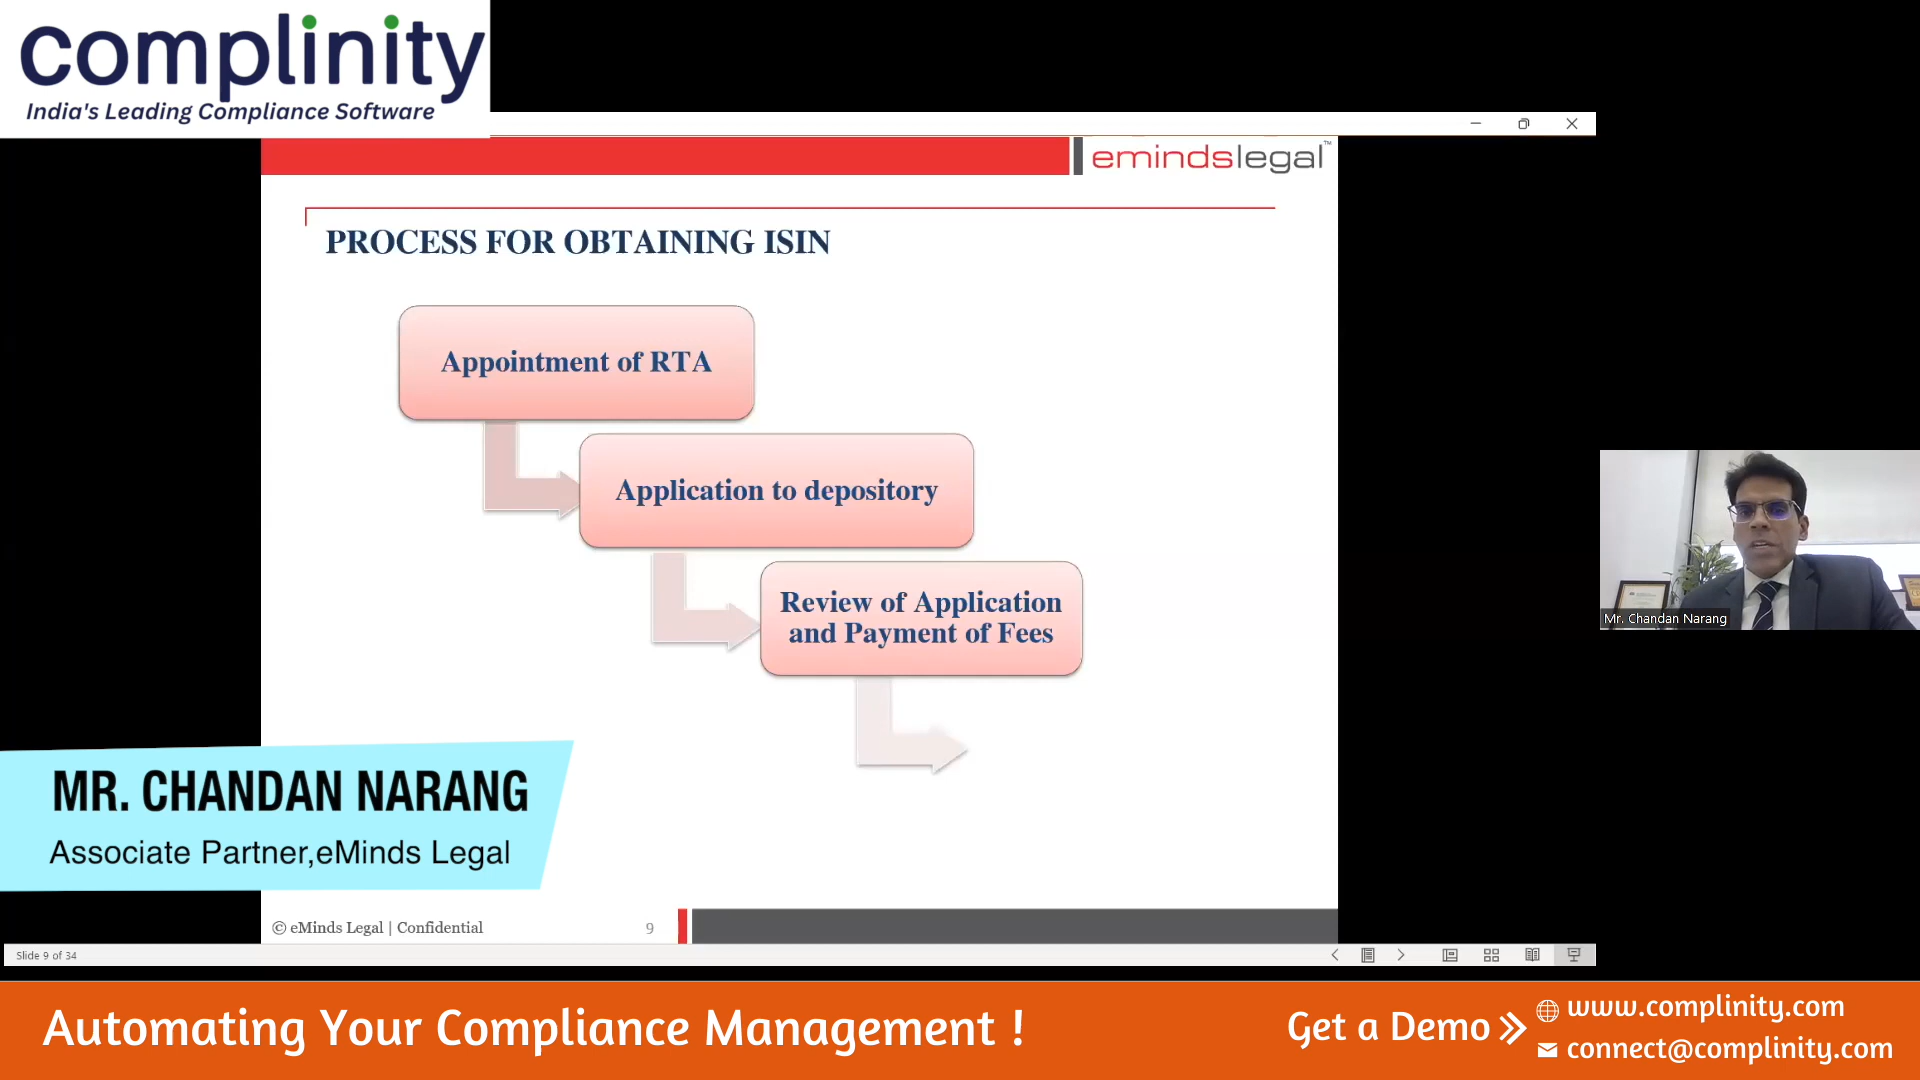 complinity
India's Leading Compliance Software
emindslegal™
PROCESS FOR OBTAINING ISIN
Appointment of RTA
Application to depository
Review of Application
and Payment of Fees
Mr. Chandan Narang
MR. CHANDAN NARANG
Associate Partner,eMinds Legal
© eMinds Legal | Confidential
9
Slide 9 of 34
Automating Your Compliance Management !
Get a Demo
www.complinity.com
connect@complinity.com